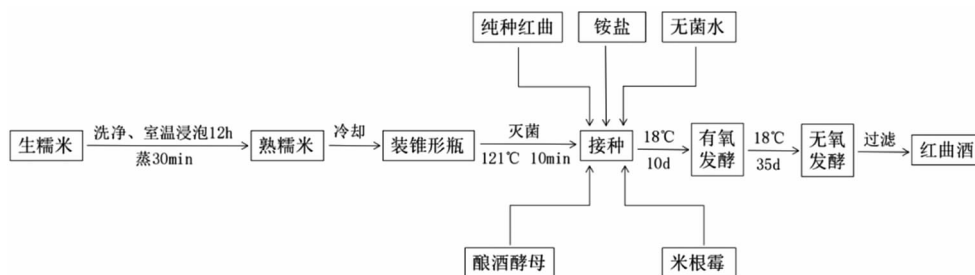 纯种红曲
铵盐
无菌水
生糯米
洗净、室温浸泡12h
蒸30min
熟糯米
冷却
装锥形瓶
灭菌
121℃ 10min
接种
18℃
10d
有氧
发酵
18℃
35d
无氧
发酵
过滤
红曲酒
酿酒酵母
米根霉